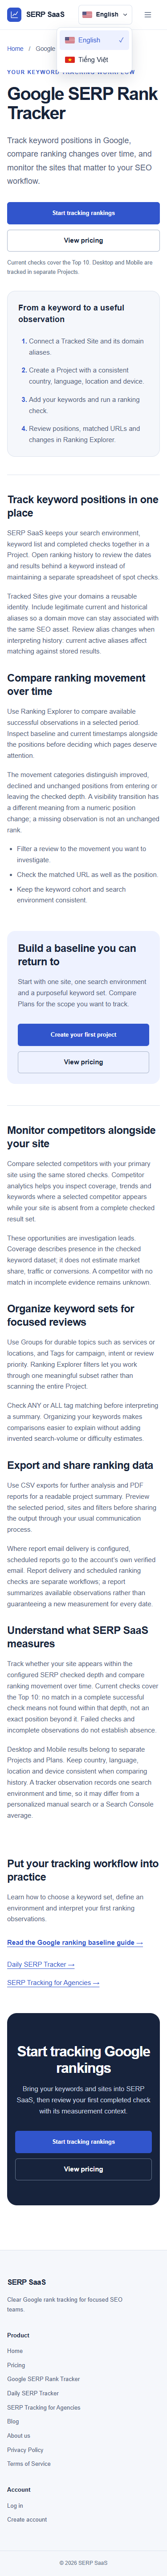 SERP SaaS
English
English ✓
Tiếng Việt
Home / Google
YOUR KEYWORD TRACKING WORKFLOW
Google SERP Rank
Tracker
Track keyword positions in Google,
compare ranking changes over time, and
monitor the sites that matter to your SEO
workflow.
Start tracking rankings
View pricing
Current checks cover the Top 10. Desktop and Mobile are
tracked in separate Projects.
From a keyword to a useful
observation
1. Connect a Tracked Site and its domain
aliases.
2. Create a Project with a consistent
country, language, location and device.
3. Add your keywords and run a ranking
check.
4. Review positions, matched URLs and
changes in Ranking Explorer.
Track keyword positions in one
place
SERP SaaS keeps your search environment,
keyword list and completed checks together in a
Project. Open ranking history to review the dates
and results behind a keyword instead of
maintaining a separate spreadsheet of spot checks.
Tracked Sites give your domains a reusable
identity. Include legitimate current and historical
aliases so a domain move can stay associated with
the same SEO asset. Review alias changes when
interpreting history: current active aliases affect
matching against stored results.
Compare ranking movement
over time
Use Ranking Explorer to compare available
successful observations in a selected period.
Inspect baseline and current timestamps alongside
the positions before deciding which pages deserve
attention.
The movement categories distinguish improved,
declined and unchanged positions from entering or
leaving the checked depth. A visibility transition has
a different meaning from a numeric position
change; a missing observation is not an unchanged
rank.
• Filter a review to the movement you want to
investigate.
• Check the matched URL as well as the position.
• Keep the keyword cohort and search
environment consistent.
Build a baseline you can
return to
Start with one site, one search environment
and a purposeful keyword set. Compare
Plans for the scope you want to track.
Create your first project
View pricing
Monitor competitors alongside
your site
Compare selected competitors with your primary
site using the same stored checks. Competitor
analytics helps you inspect coverage, trends and
keywords where a selected competitor appears
while your site is absent from a complete checked
result set.
These opportunities are investigation leads.
Coverage describes presence in the checked
keyword dataset; it does not estimate market
share, traffic or conversions. A competitor with no
match in incomplete evidence remains unknown.
Organize keyword sets for
focused reviews
Use Groups for durable topics such as services or
locations, and Tags for campaign, intent or review
priority. Ranking Explorer filters let you work
through one meaningful subset rather than
scanning the entire Project.
Check ANY or ALL tag matching before interpreting
a summary. Organizing your keywords makes
comparisons easier to explain without adding
invented search-volume or difficulty estimates.
Export and share ranking data
Use CSV exports for further analysis and PDF
reports for a readable project summary. Preview
the selected period, sites and filters before sharing
the output through your usual communication
process.
Where report email delivery is configured,
scheduled reports go to the account's own verified
email. Report delivery and scheduled ranking
checks are separate workflows; a report
summarizes available observations rather than
guaranteeing a new measurement for every date.
Understand what SERP SaaS
measures
Track whether your site appears within the
configured SERP checked depth and compare
ranking movement over time. Current checks cover
the Top 10: no match in a complete successful
check means not found within that depth, not an
exact position beyond it. Failed checks and
incomplete observations do not establish absence.
Desktop and Mobile results belong to separate
Projects and Plans. Keep country, language,
location and device consistent when comparing
history. A tracker observation records one search
environment and time, so it may differ from a
personalized manual search or a Search Console
average.
Put your tracking workflow into
practice
Learn how to choose a keyword set, define an
environment and interpret your first ranking
observations.
Read the Google ranking baseline guide →
Daily SERP Tracker →
SERP Tracking for Agencies →
Start tracking Google
rankings
Bring your keywords and sites into SERP
SaaS, then review your first completed check
with its measurement context.
Start tracking rankings
View pricing
SERP SaaS
Clear Google rank tracking for focused SEO
teams.
Product
Home
Pricing
Google SERP Rank Tracker
Daily SERP Tracker
SERP Tracking for Agencies
Blog
About us
Privacy Policy
Terms of Service
Account
Log in
Create account
© 2026 SERP SaaS